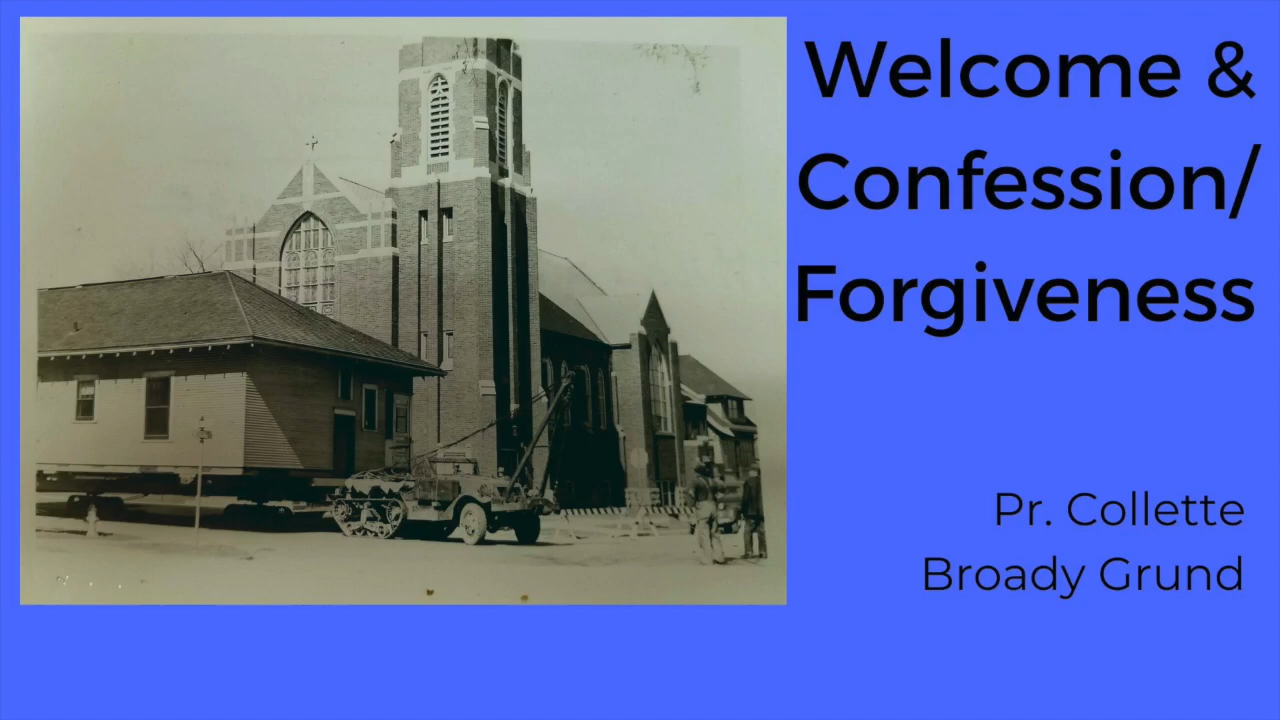 Welcome &
Confession/
Forgiveness
Pr. Collette
Broady Grund